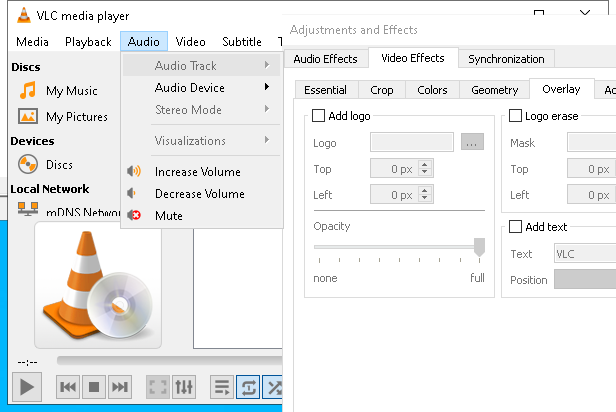 VLC media player
Media Playback Audio Video Subtitle T
Discs
My Music
My Pictures
Devices
Discs
Local Network
mDNS Netwo
Audio Track
Audio Device
Stereo Mode
Visualizations
Increase Volume
Decrease Volume
Mute
--:--
Adjustments and Effects
Audio Effects Video Effects Synchronization
Essential Crop Colors Geometry Overlay Ac
Add logo
Logo ...
Top 0 px
Left 0 px
Opacity
none full
Logo erase
Mask
Top 0 px
Left 0 px
Add text
Text VLC
Position